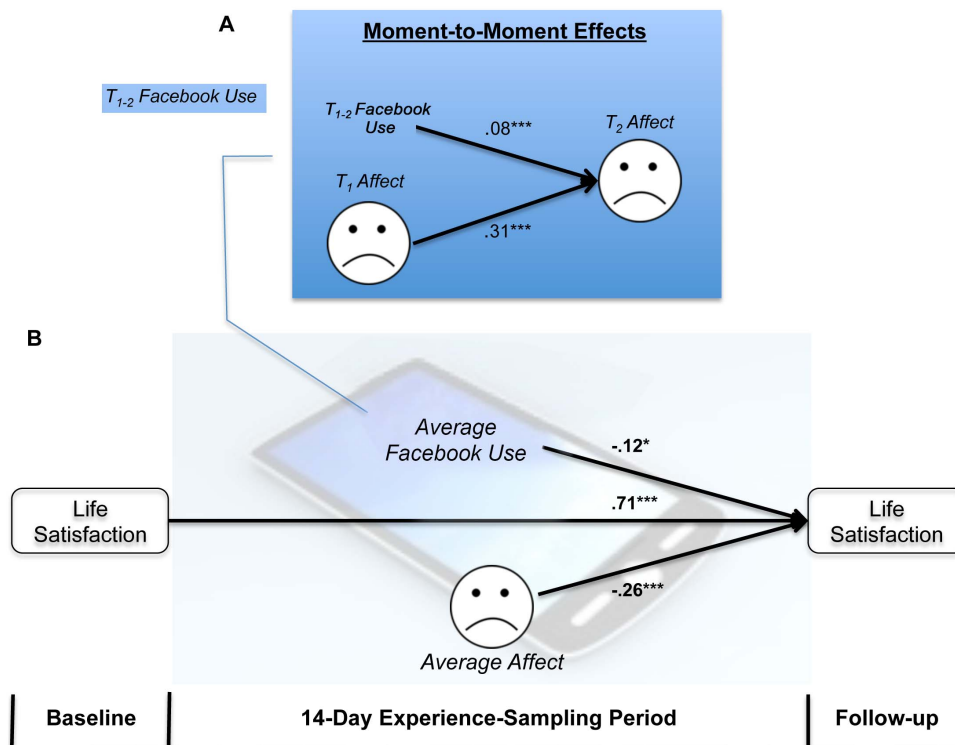 A
Moment-to-Moment Effects
T1-2 Facebook Use
T1-2 Facebook
Use
.08***
T2 Affect
T1 Affect
.31***
B
Average
Facebook Use
-.12*
.71***
Life
Satisfaction
Life
Satisfaction
-.26***
Average Affect
Baseline
14-Day Experience-Sampling Period
Follow-up